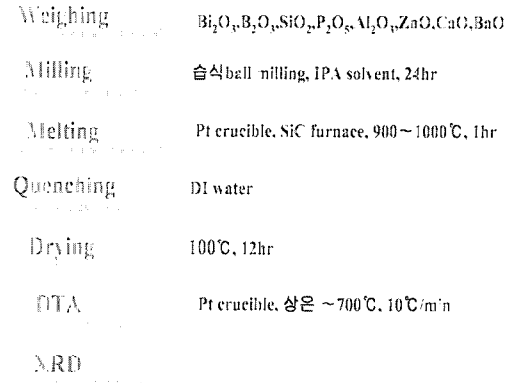 Weighing Bi₂O₃,B₂O₃,SiO₂,P₂O₅,Al₂O₃,ZnO,CaO,BaO
Milling 습식ball milling, IPA solvent, 24hr
Melting Pt crucible, SiC furnace, 900~1000℃, 1hr
Quenching DI water
Drying 100℃, 12hr
DTA Pt crucible, 상온 ~700℃, 10℃/min
XRD